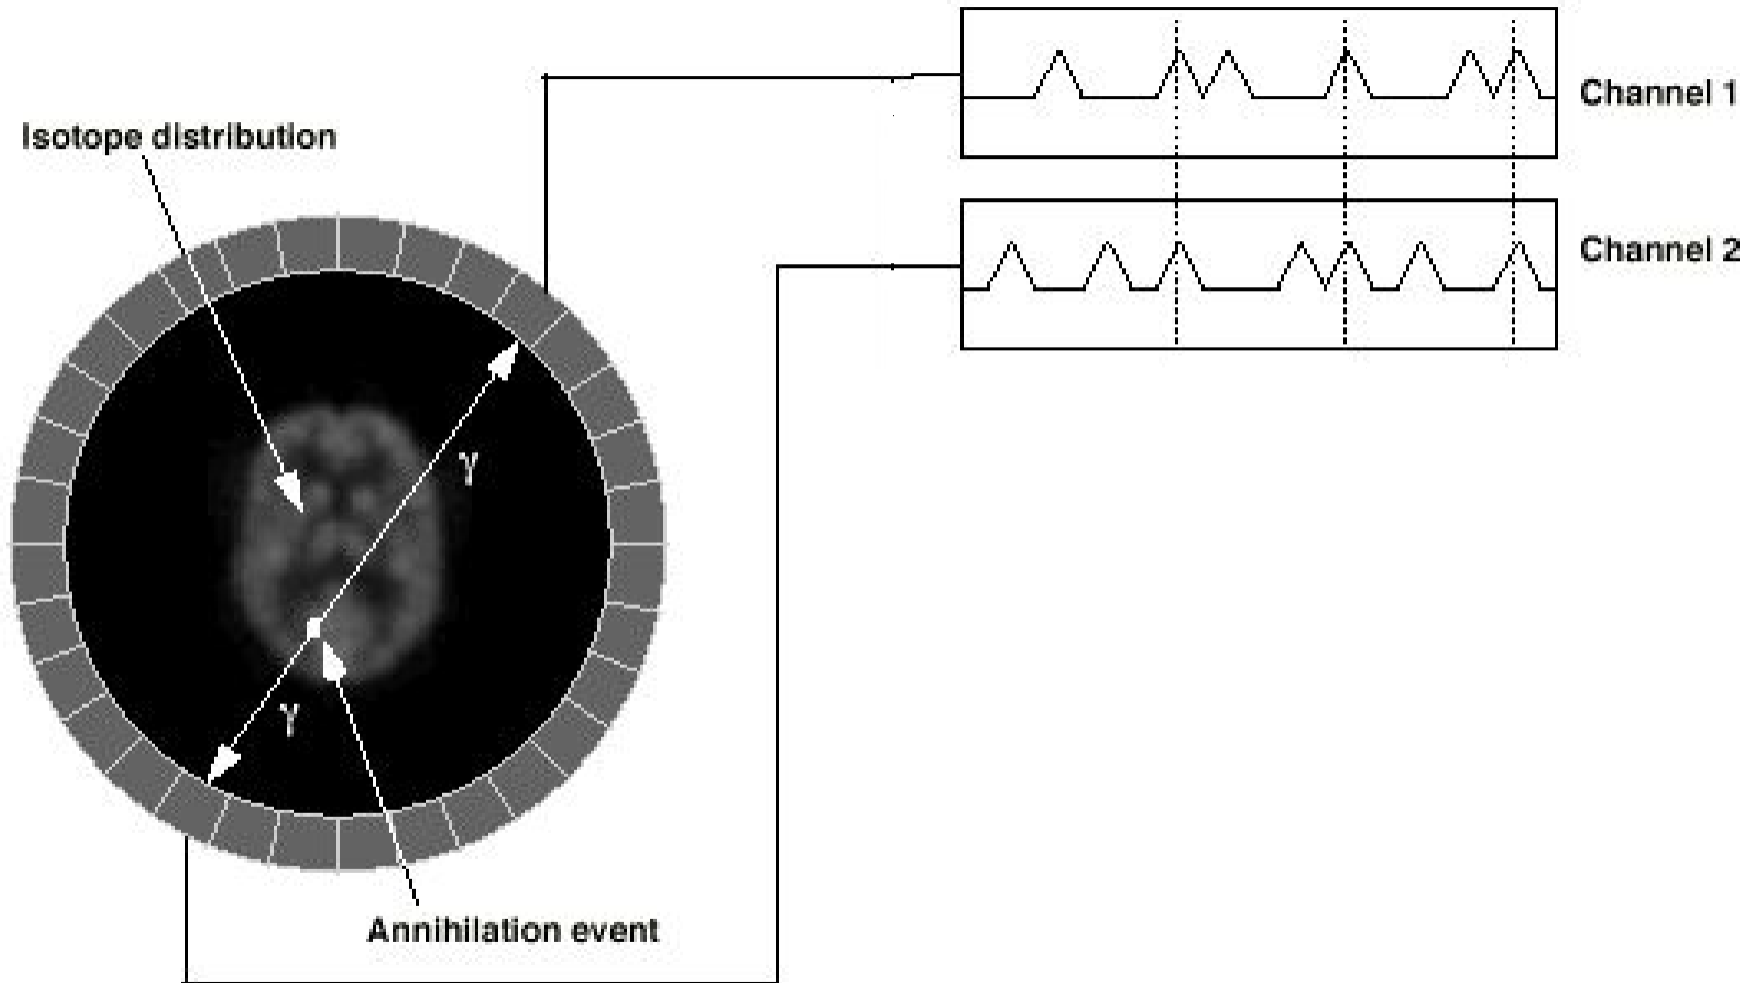 Channel 1
Isotope distribution
Channel 2
γ
γ
Annihilation event